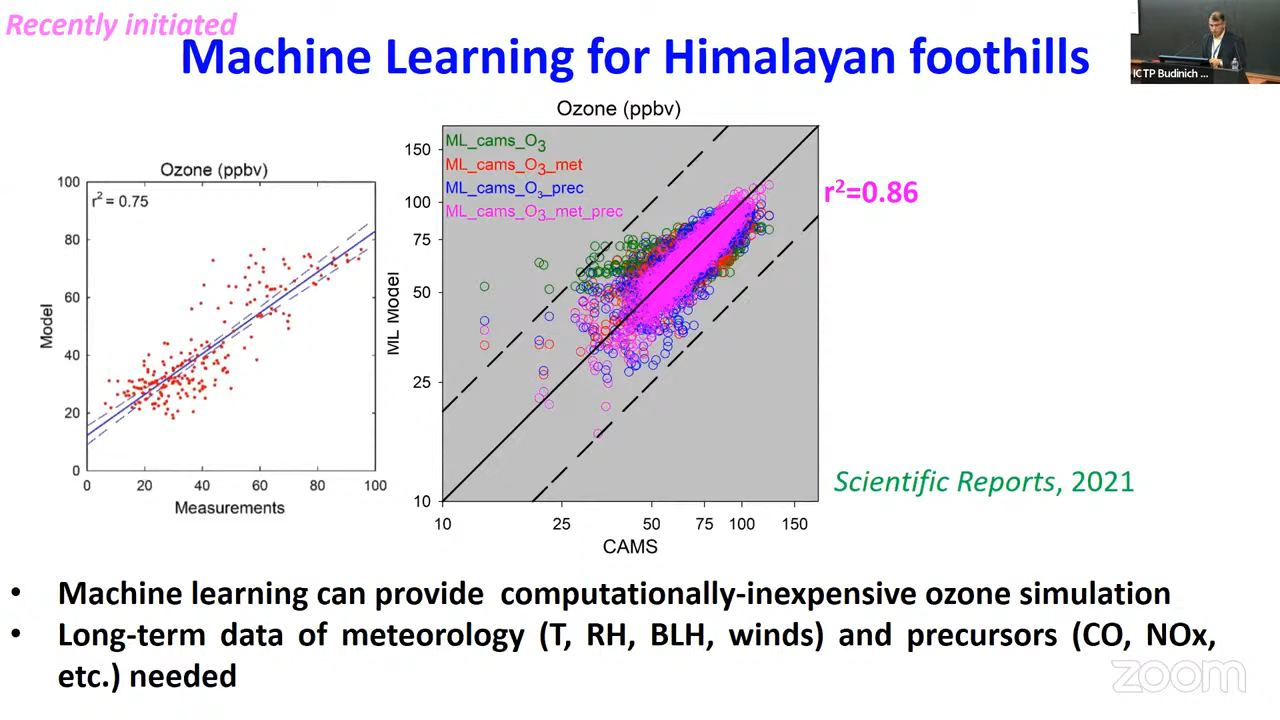 Recently initiated
Machine Learning for Himalayan foothills
ICTP Budinich ...
Ozone (ppbv)
r² = 0.75
100
80
60
40
20
0
Model
0 20 40 60 80 100
Measurements
Ozone (ppbv)
ML_cams_O₃
ML_cams_O₃_met
ML_cams_O₃_prec
ML_cams_O₃_met_prec
150
100
75
50
25
10
ML Model
10 25 50 75 100 150
CAMS
r²=0.86
Scientific Reports, 2021
• Machine learning can provide computationally-inexpensive ozone simulation
• Long-term data of meteorology (T, RH, BLH, winds) and precursors (CO, NOx,
etc.) needed
zoom